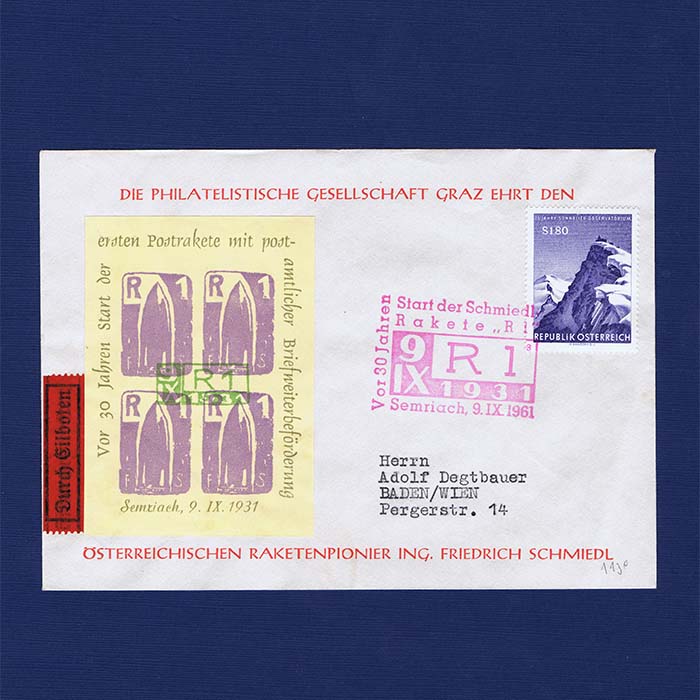 DIE PHILATELISTISCHE GESELLSCHAFT GRAZ EHRT DEN
Vor 30 Jahren Start der
ersten Postrakete mit post-
amtlicher Briefweiterbeförderung
R 1
R 1
R 1
R 1
R1
1931
Semriach, 9. IX. 1931
Durch Eilboten
Vor 30 Jahren
Start der Schmiedl
Rakete „R1"
9
IX
R1
1931
Semriach, 9. IX. 1961
S1.80
REPUBLIK ÖSTERREICH
Herrn
Adolf Degtbauer
BADEN/WIEN
Pergerstr. 14
ÖSTERREICHISCHEN RAKETENPIONIER ING. FRIEDRICH SCHMIEDL